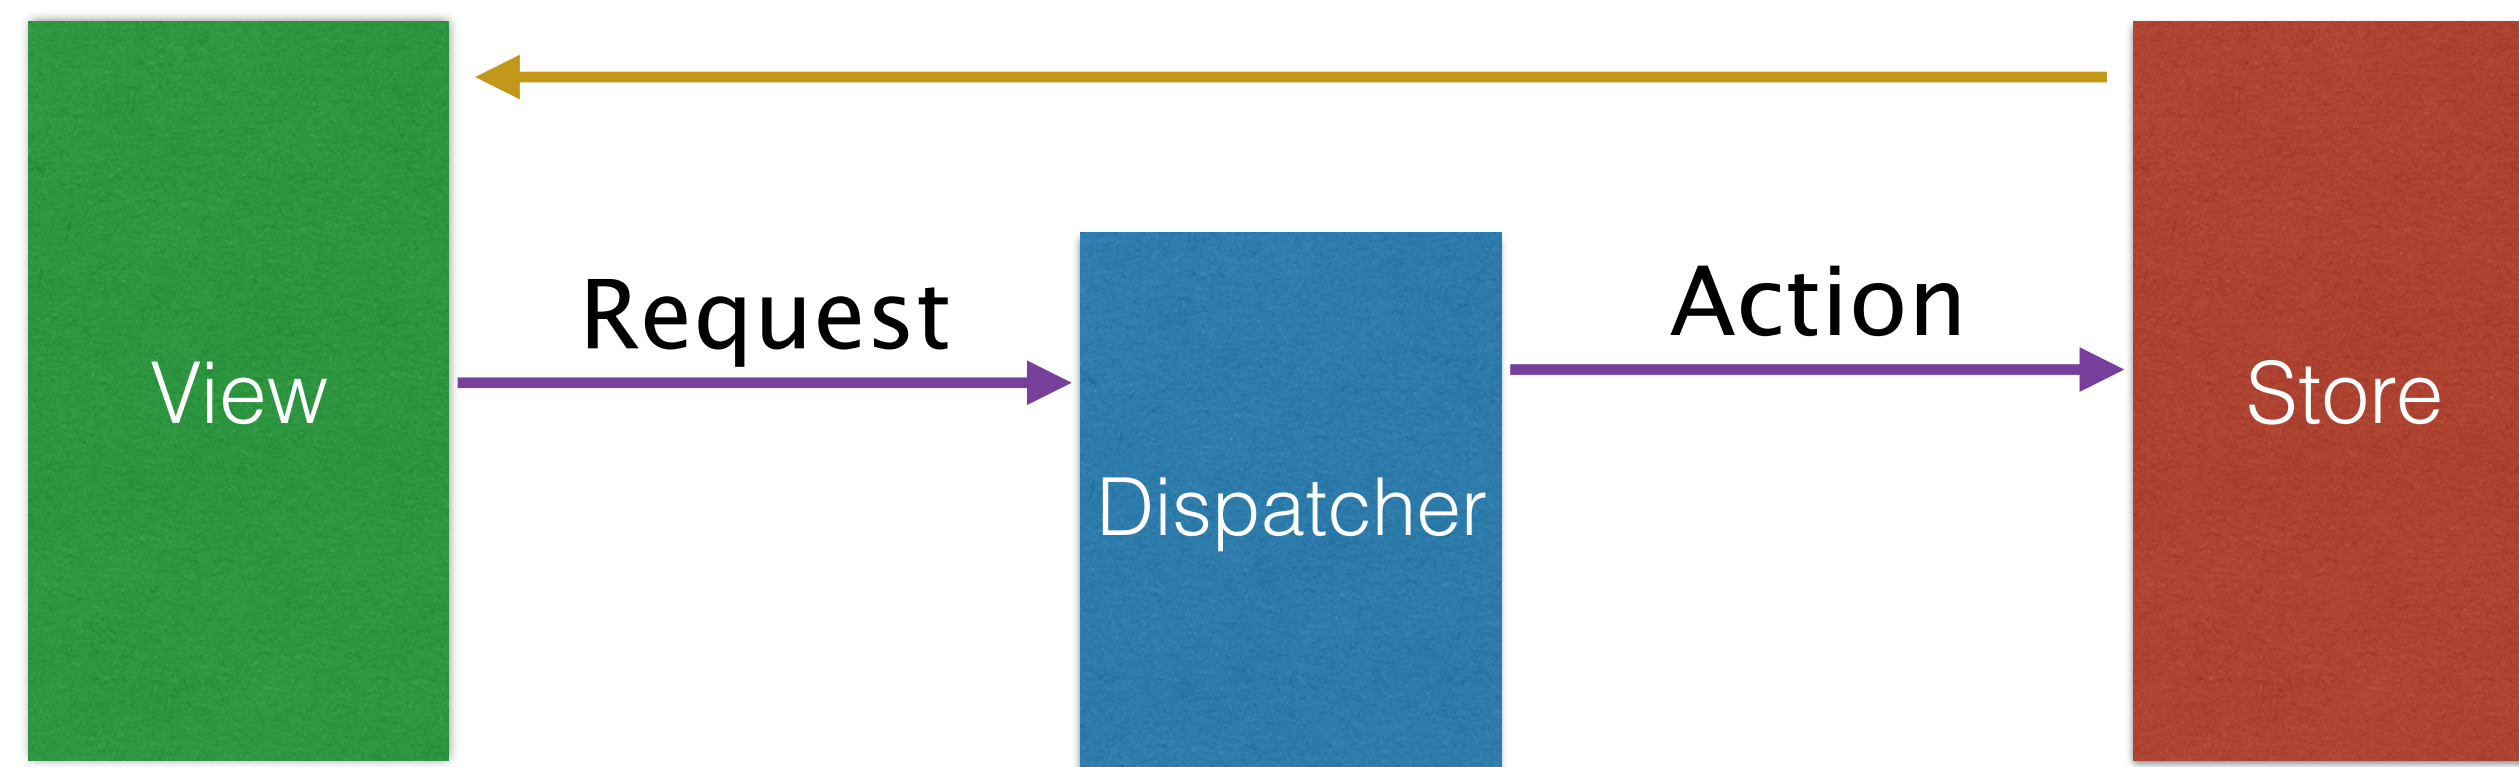 View
Request
Dispatcher
Action
Store